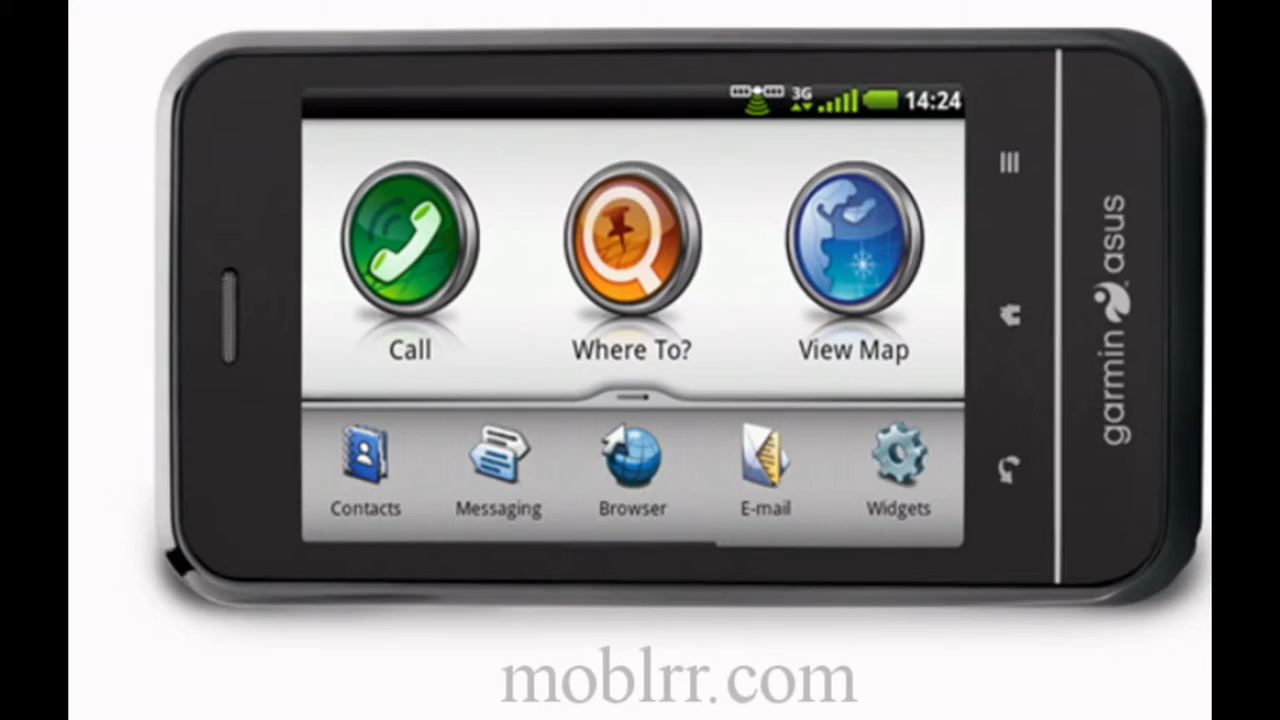 3G 14:24
Call Where To? View Map
Contacts Messaging Browser E-mail Widgets
garmin asus
moblrr.com